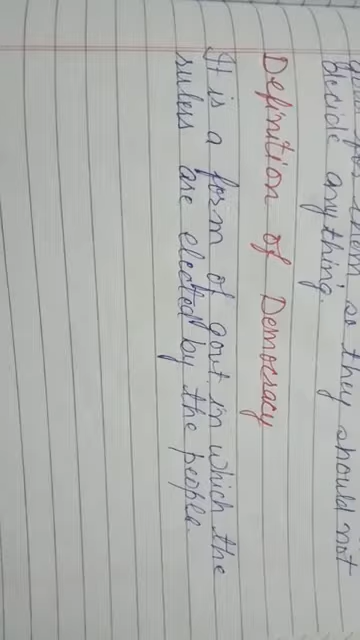 for them so they should not
decide anything.
Definition of Democracy
It is a form of govt. in which the
rulers are elected by the people.